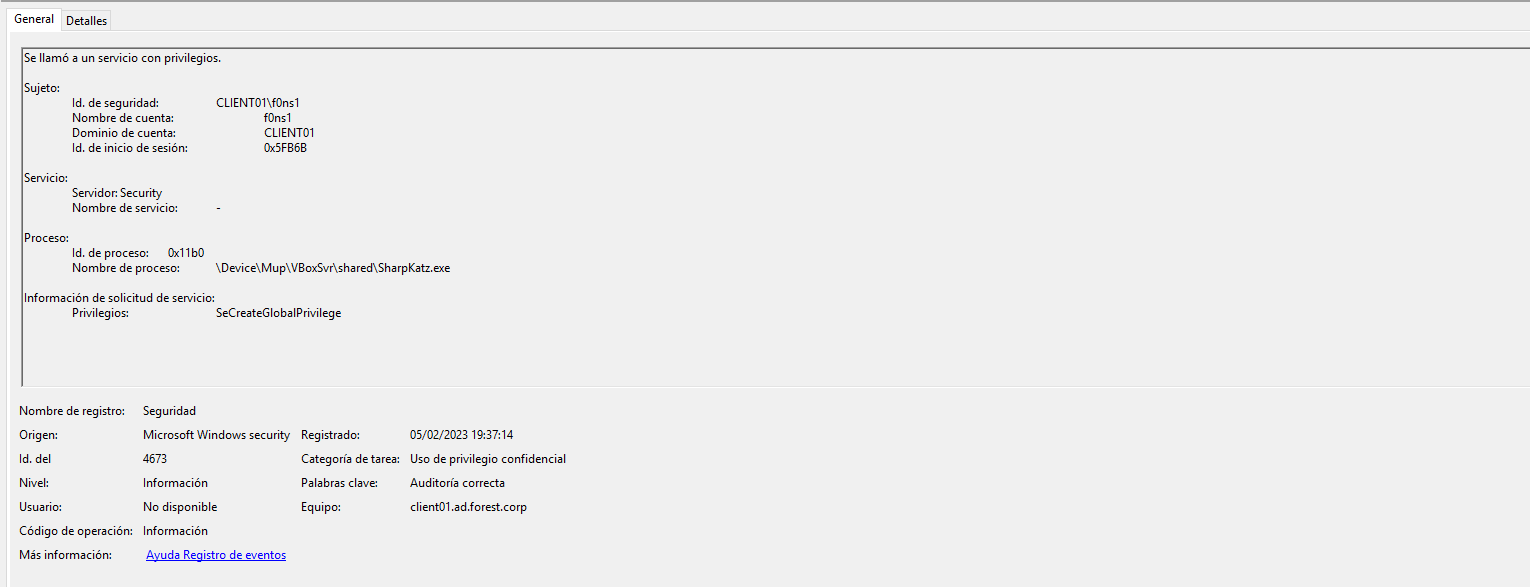 General Detalles
Se llamó a un servicio con privilegios.
Sujeto:
Id. de seguridad: CLIENT01\f0ns1
Nombre de cuenta: f0ns1
Dominio de cuenta: CLIENT01
Id. de inicio de sesión: 0x5FB6B
Servicio:
Servidor: Security
Nombre de servicio: -
Proceso:
Id. de proceso: 0x11b0
Nombre de proceso: \Device\Mup\VBoxSvr\shared\SharpKatz.exe
Información de solicitud de servicio:
Privilegios: SeCreateGlobalPrivilege
Nombre de registro: Seguridad
Origen: Microsoft Windows security Registrado: 05/02/2023 19:37:14
Id. del 4673 Categoría de tarea: Uso de privilegio confidencial
Nivel: Información Palabras clave: Auditoría correcta
Usuario: No disponible Equipo: client01.ad.forest.corp
Código de operación: Información
Más información: Ayuda Registro de eventos